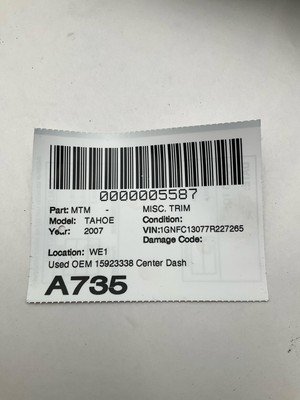 0000005587
Part: MTM MISC. TRIM
Model: TAHOE Condition:
Year: 2007 VIN:1GNFC13077R227265
Damage Code:
Location: WE1
Used OEM 15923338 Center Dash
A735